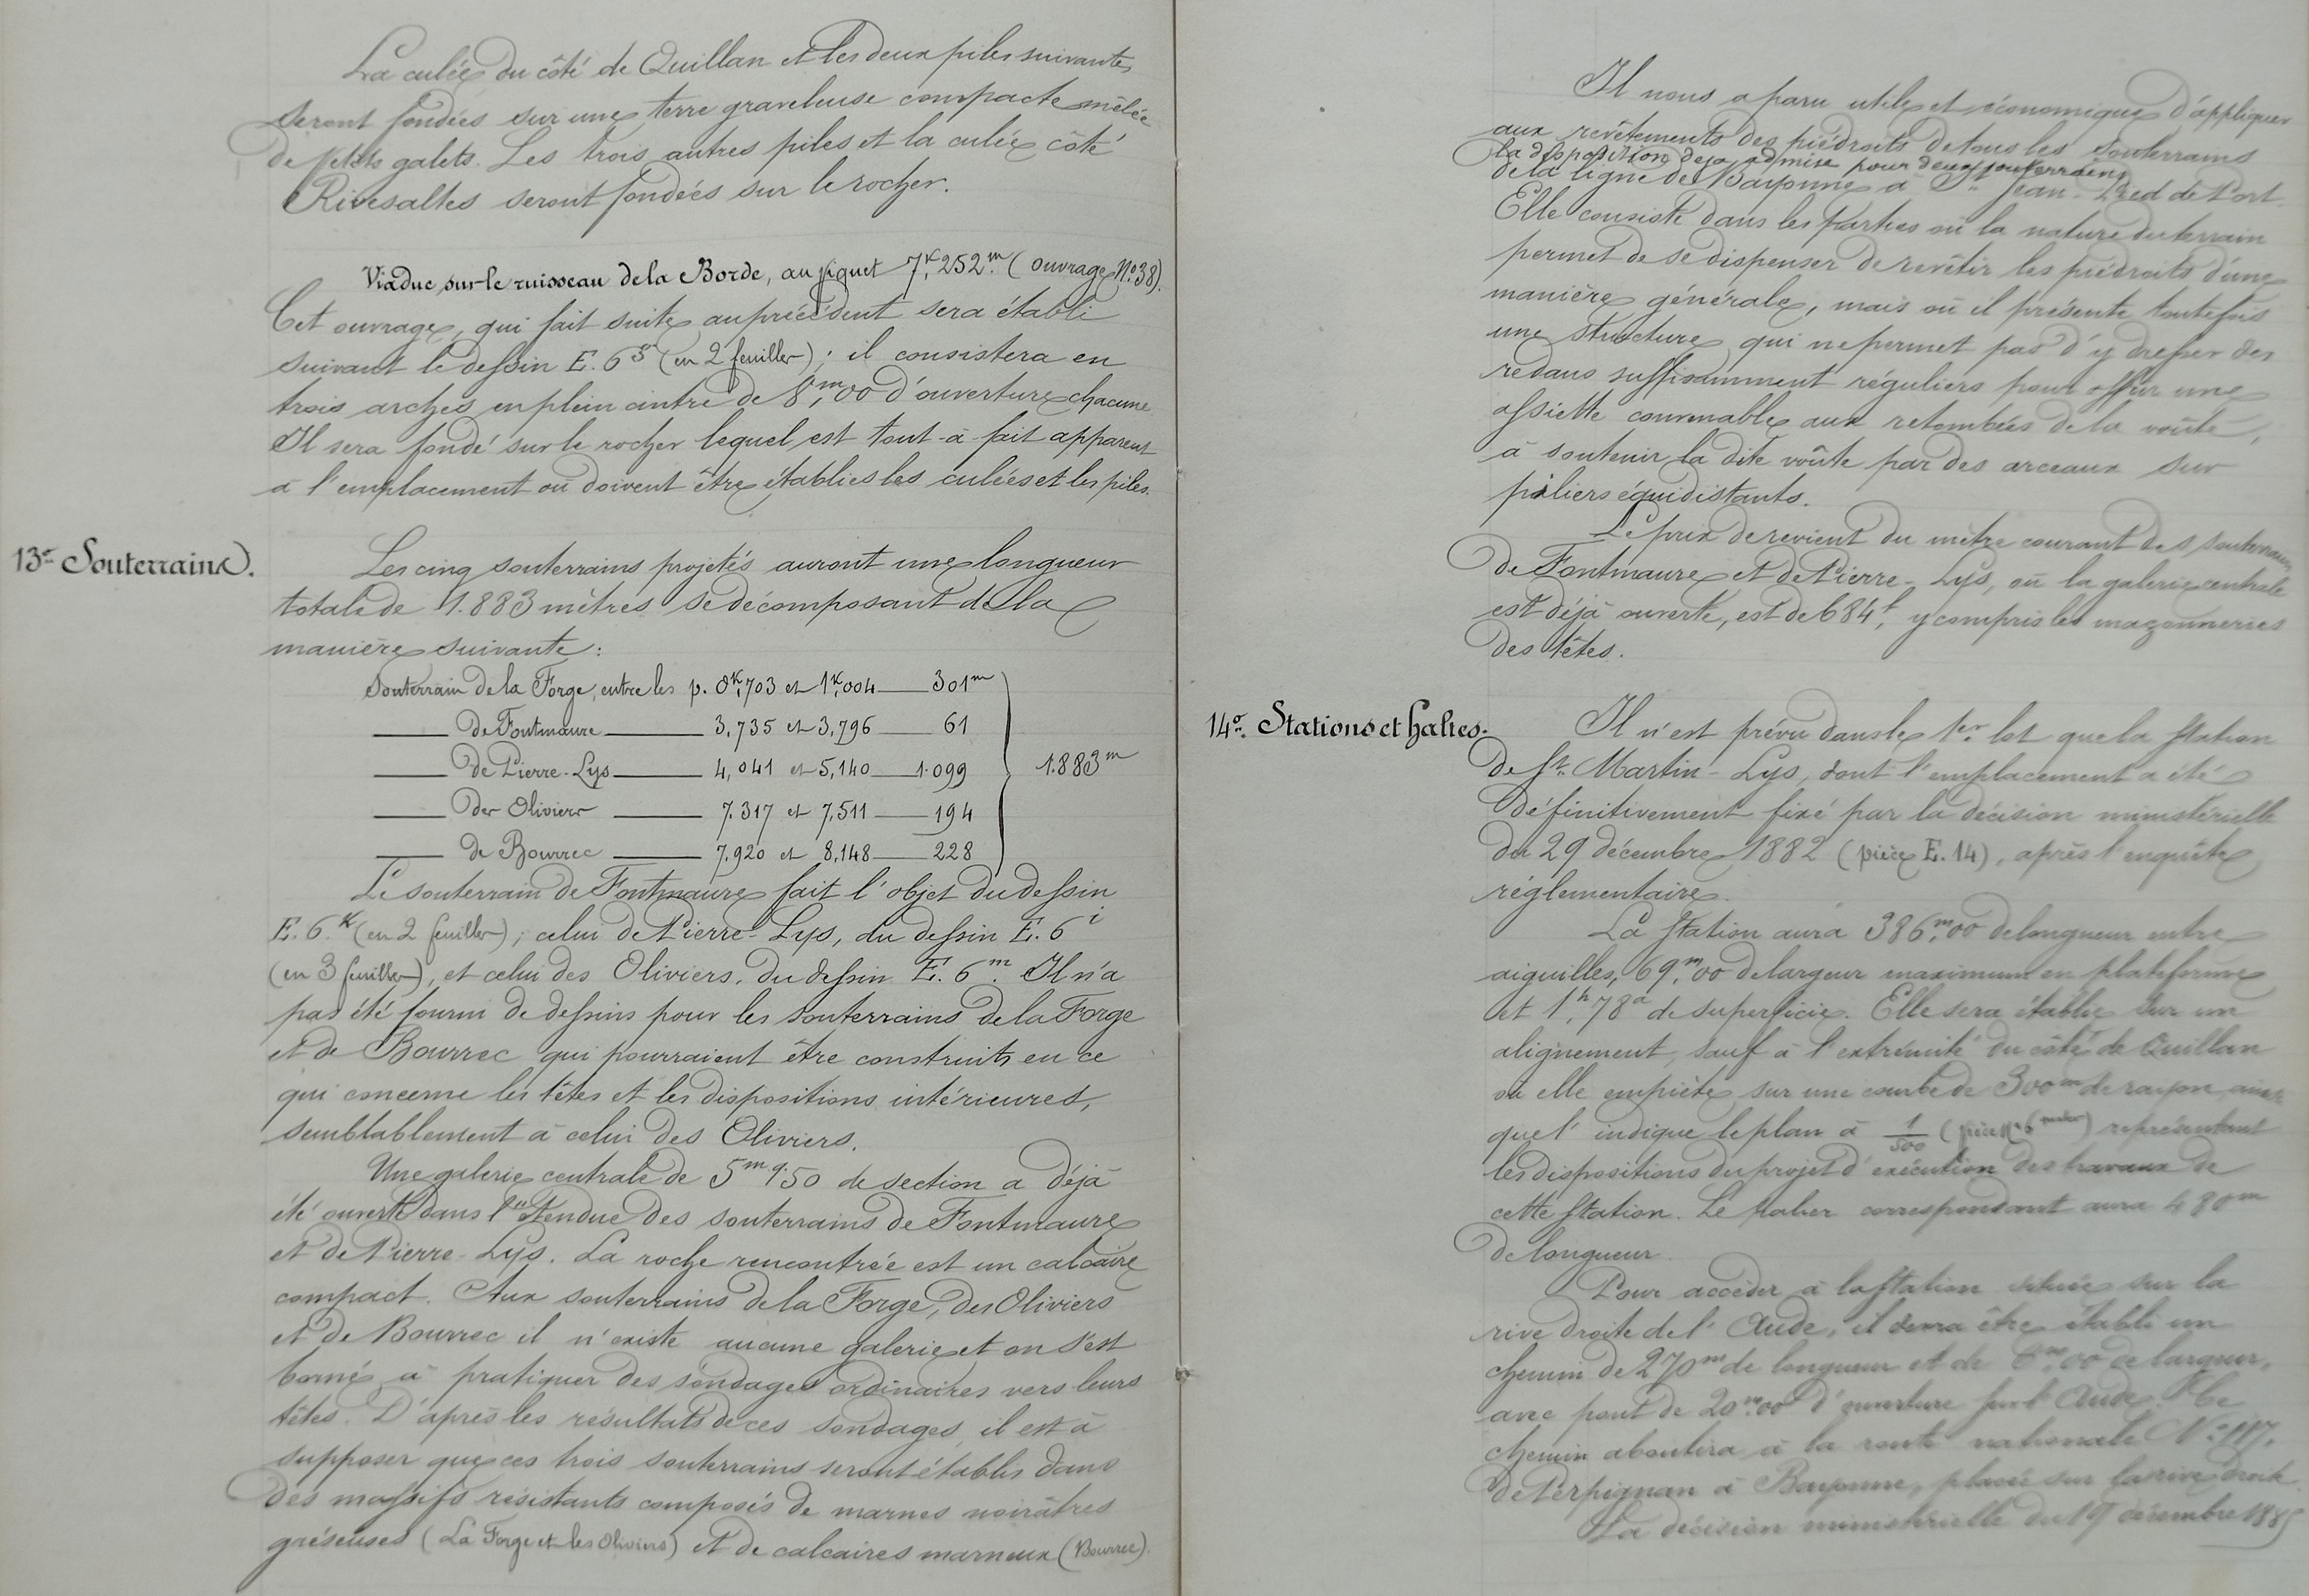 La culée du côté de Quillan et les deux piles suivantes
seront fondées sur une terre graveleuse compacte mêlée
de petits galets. Les trois autres piles et la culée côté
Rivesaltes seront fondées sur le rocher.
Viaduc sur le ruisseau de la Borde, au piquet 7k,252m (ouvrage No 38).
Cet ouvrage, qui fait suite au précédent sera établi
suivant le dessin E. 6 (en 2 feuilles); il consistera en
trois arches en plein cintre de 8m,00 d'ouverture chacune
Il sera fondé sur le rocher lequel est tout-à-fait apparent
à l'emplacement où doivent être établies les culées et les piles.
13o Souterrains.
Les cinq souterrains projetés auront une longueur
totale de 1.883 mètres se décomposant de la
manière suivante:
Souterrain de la Forge, entre les p. 0k,703 et 1k,004 — 301m
— de Fontmaure — 3,735 et 3,796 — 61
— de Pierre-Lys — 4,041 et 5,140 — 1.099
1.883m
— des Oliviers — 7.317 et 7,511 — 194
— de Bourrec — 7,920 et 8,148 — 228
Le souterrain de Fontmaure fait l'objet du dessin
E. 6 k (en 2 feuilles); celui de Pierre-Lys, du dessin E. 6 i
(en 3 feuilles), et celui des Oliviers, du dessin E. 6 m. Il n'a
pas été fourni de dessins pour les souterrains de la Forge
et de Bourrec qui pourraient être construits en ce
qui concerne les têtes et les dispositions intérieures,
semblablement à celui des Oliviers.
Une galerie centrale de 5mq.50 de section a déjà
été ouverte dans l'étendue des souterrains de Fontmaure
et de Pierre-Lys. La roche rencontrée est un calcaire
compact. Aux souterrains de la Forge, des Oliviers
et de Bourrec il n'existe aucune galerie et on s'est
borné à pratiquer des sondages ordinaires vers leurs
têtes. D'après les résultats de ces sondages, il est à
supposer que ces trois souterrains seront établis dans
des massifs résistants composés de marnes noirâtres
gréseuses (La Forge et les Oliviers) et de calcaires marneux (Bourrec).
Il nous a paru utile et économique d'appliquer
aux revêtements des piédroits de tous les souterrains
la disposition déjà admise pour deux souterrains
de la ligne de Bayonne à St Jean-Pied de Port.
Elle consiste dans les parties où la nature du terrain
permet de se dispenser de revêtir les piédroits d'une
manière générale, mais où il présente toutefois
une structure qui ne permet pas d'y dresser des
redans suffisamment réguliers pour offrir une
assiette convenable aux retombées de la voûte,
à soutenir la dite voûte par des arceaux sur
piliers équidistants.
Le prix de revient du mètre courant des souterrains
de Fontmaure et de Pierre-Lys, où la galerie centrale
est déjà ouverte, est de 684f, y compris les maçonneries
des têtes.
14o. Stations et haltes.
Il n'est prévu dans le 1er lot que la station
de St. Martin-Lys, dont l'emplacement a été
définitivement fixé par la décision ministérielle
du 29 décembre 1882 (pièce E. 14), après l'enquête
réglementaire.
La station aura 386m,00 de longueur entre
aiguilles, 69,m00 de largeur maximum en plateforme
et 1h,78a de superficie. Elle sera établie sur un
alignement, sauf à l'extrémité du côté de Quillan
où elle empiète sur une courbe de 300m de rayon, ainsi
que l'indique le plan à 1/500 (pièce No 6) représentant
les dispositions du projet d'exécution des travaux de
cette station. Le palier correspondant aura 480m
de longueur.
Pour accéder à la station située sur la
rive droite de l'Aude, il devra être établi un
chemin de 270m de longueur et de 6m,00 de largeur,
avec pont de 20m.00 d'ouverture sur l'Aude. Ce
chemin aboutira à la route nationale No 117,
de Perpignan à Bayonne, placée sur la rive droite.
La décision ministérielle du 19 décembre 1885